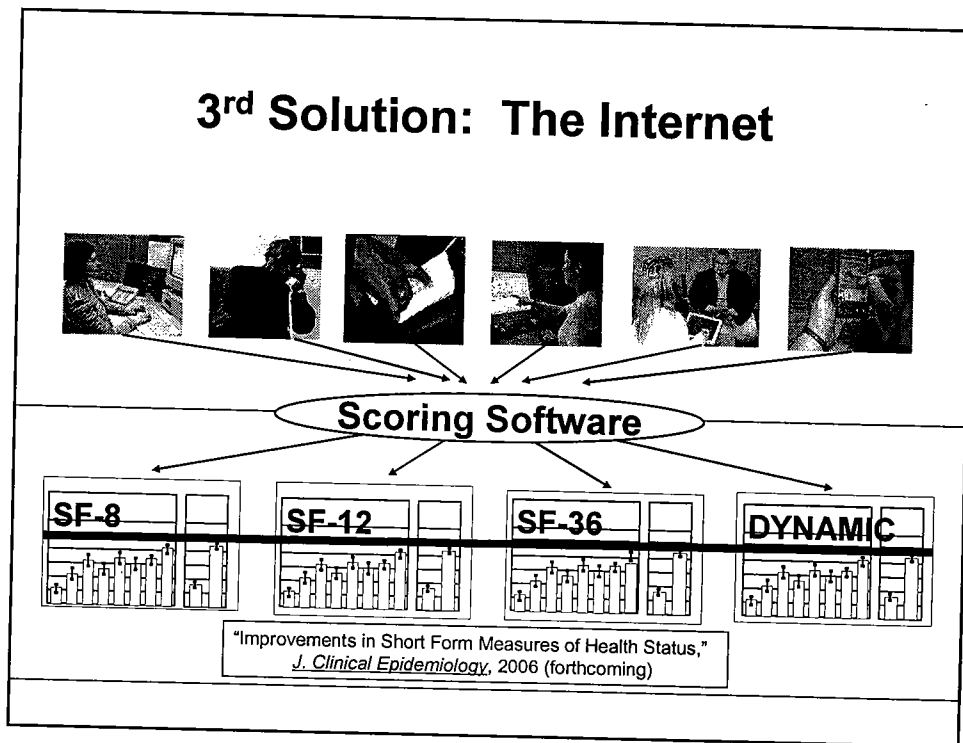 3rd Solution: The Internet
Scoring Software
SF-8
SF-12
SF-36
DYNAMIC
“Improvements in Short Form Measures of Health Status,”
J. Clinical Epidemiology, 2006 (forthcoming)